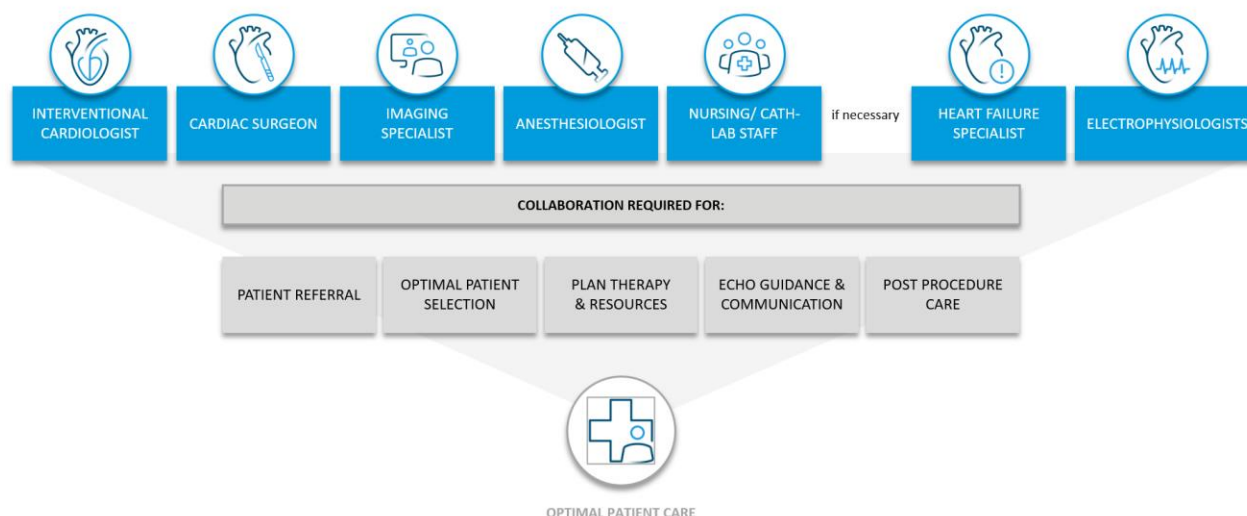 INTERVENTIONAL
CARDIOLOGIST
CARDIAC SURGEON
IMAGING
SPECIALIST
ANESTHESIOLOGIST
NURSING/ CATH-
LAB STAFF
if necessary
HEART FAILURE
SPECIALIST
ELECTROPHYSIOLOGISTS
COLLABORATION REQUIRED FOR:
PATIENT REFERRAL
OPTIMAL PATIENT
SELECTION
PLAN THERAPY
& RESOURCES
ECHO GUIDANCE &
COMMUNICATION
POST PROCEDURE
CARE
OPTIMAL PATIENT CARE